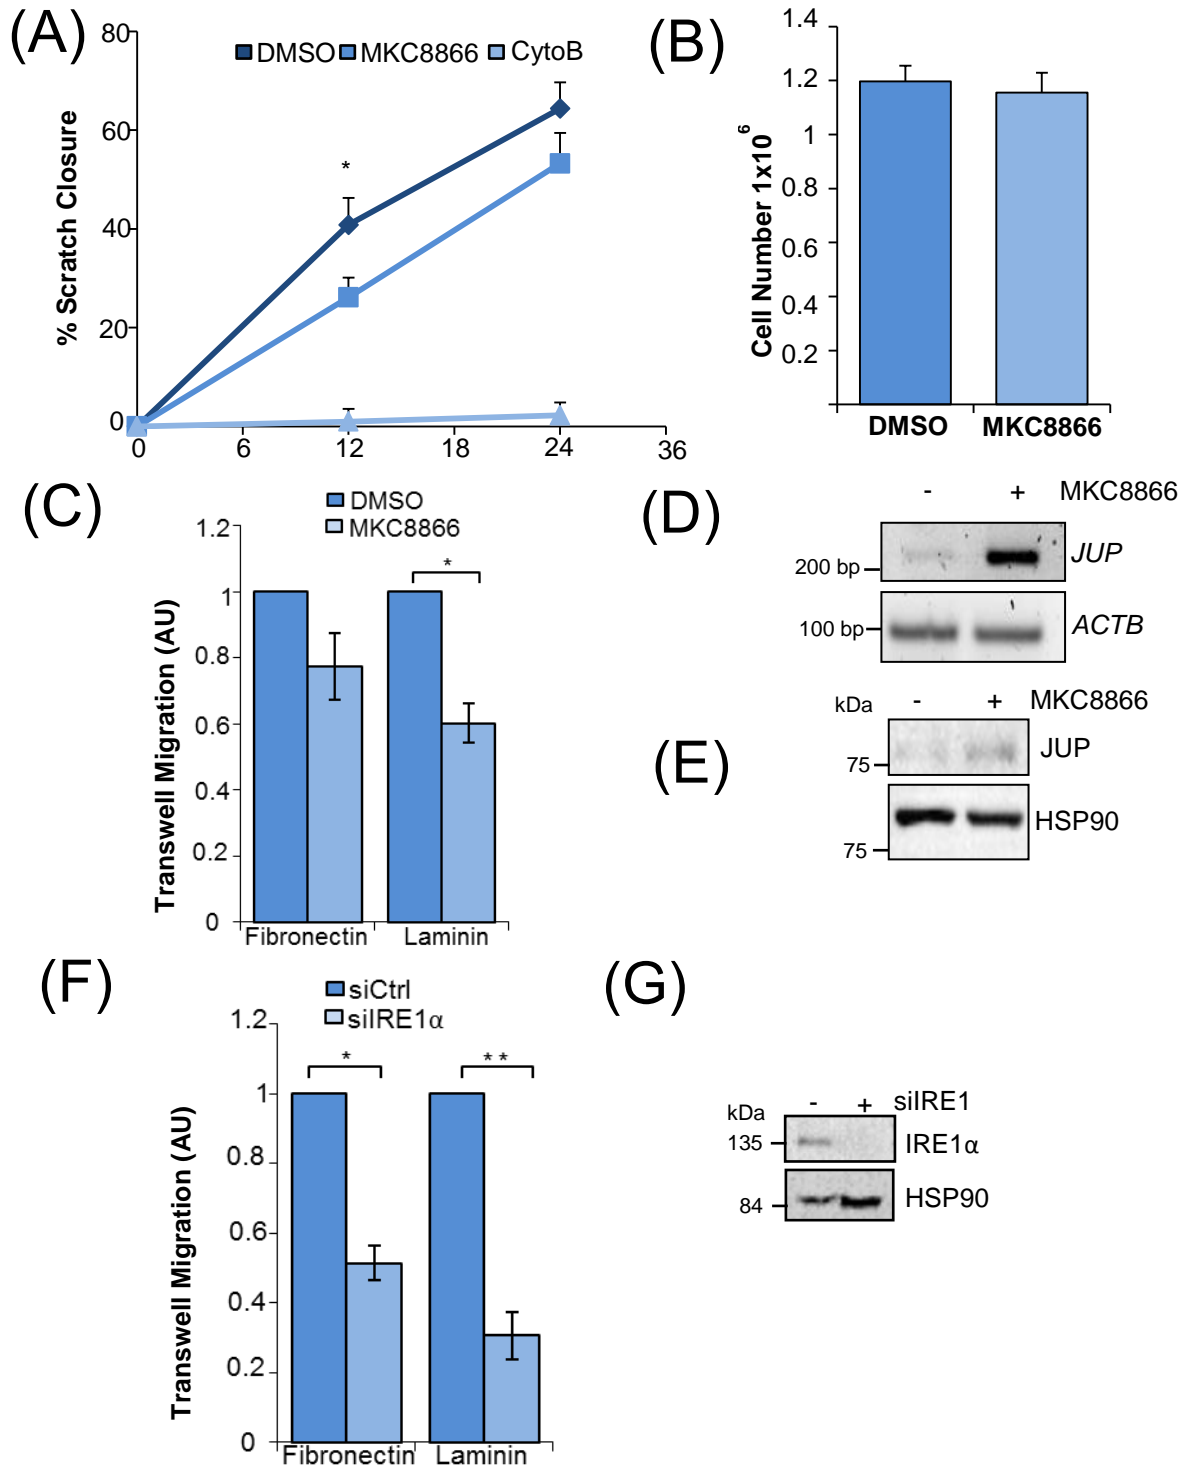 (A)
80
60
40
20
0
% Scratch Closure
DMSO MKC8866 CytoB
*
0 6 12 18 24 36
(B)
1.4
1.2
1
0.8
0.6
0.4
0.2
Cell Number 1x10⁶
DMSO MKC8866
(C)
DMSO
MKC8866
1.2
1
0.8
0.6
0.4
0.2
0
Transwell Migration (AU)
*
Fibronectin Laminin
(D)
- + MKC8866
200 bp JUP
100 bp ACTB
(E)
kDa - + MKC8866
75 JUP
HSP90
75
(F)
siCtrl
siIRE1α
1.2
1
0.8
0.6
0.4
0.2
0
Transwell Migration (AU)
* **
Fibronectin Laminin
(G)
kDa - + siIRE1
135 IRE1α
84 HSP90